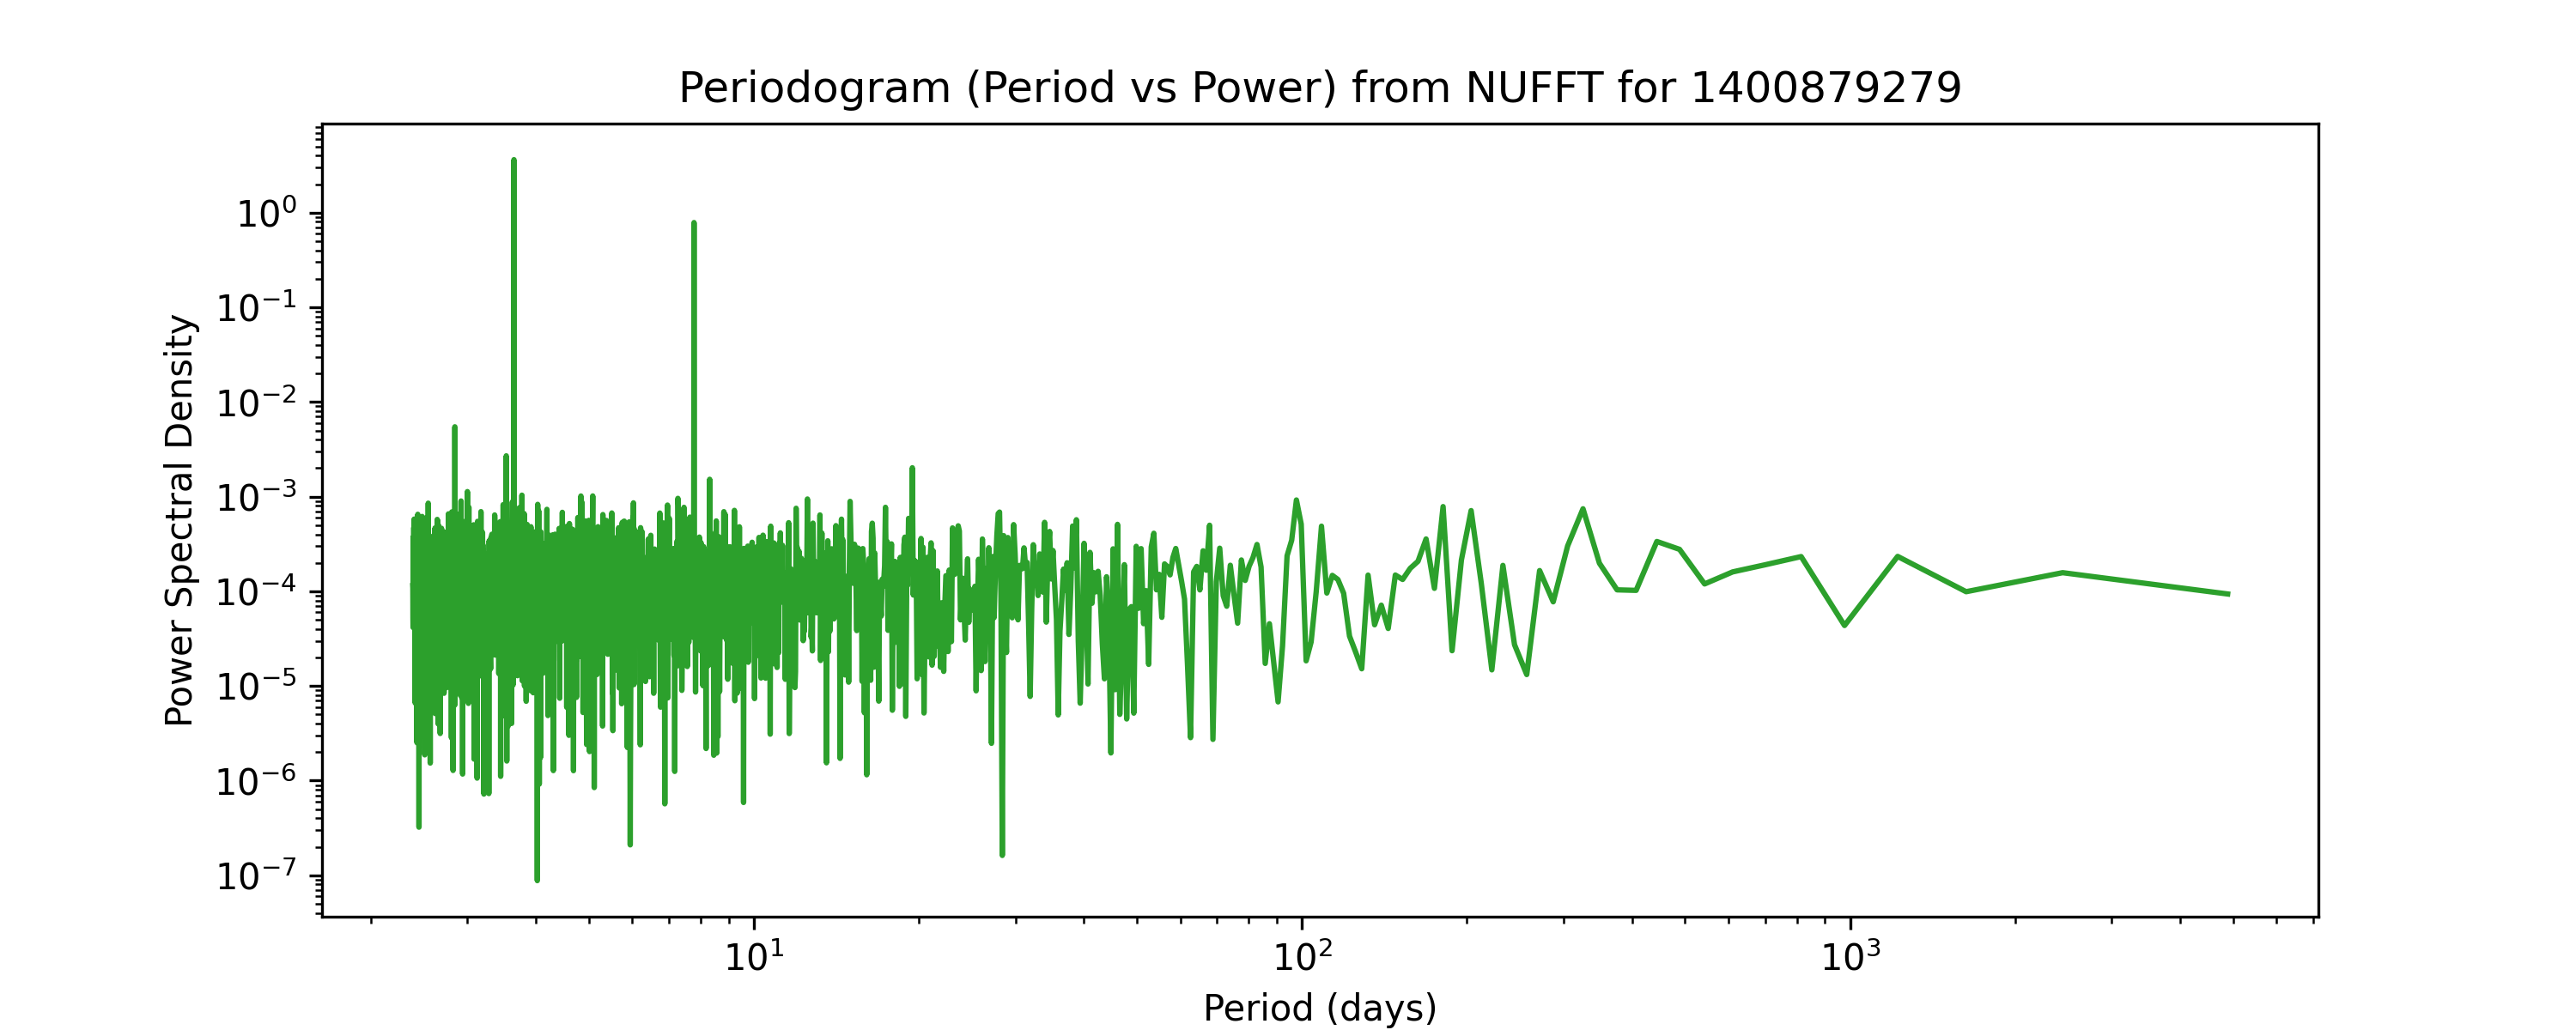 Periodogram (Period vs Power) from NUFFT for 1400879279
Power Spectral Density
10⁰
10⁻¹
10⁻²
10⁻³
10⁻⁴
10⁻⁵
10⁻⁶
10⁻⁷
10¹ 10² 10³
Period (days)